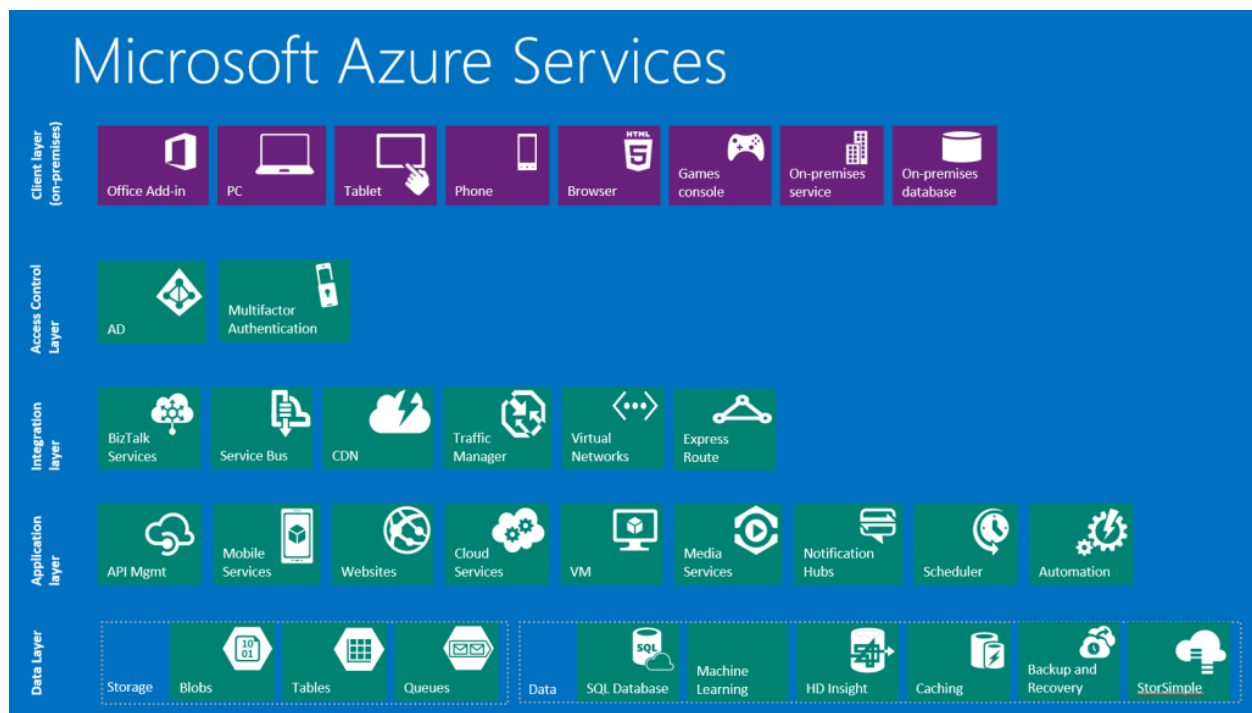 Microsoft Azure Services
Client layer
(on-premises)
Office Add-in
PC
Tablet
Phone
HTML
5
Browser
Games
console
On-premises
service
On-premises
database
Access Control
Layer
AD
Multifactor
Authentication
Integration
layer
BizTalk
Services
Service Bus
CDN
Traffic
Manager
Virtual
Networks
Express
Route
Application
layer
API Mgmt
Mobile
Services
Websites
Cloud
Services
VM
Media
Services
Notification
Hubs
Scheduler
Automation
Data Layer
Storage
10
01
Blobs
Tables
Queues
Data
SQL
SQL Database
Machine
Learning
HD Insight
Caching
Backup and
Recovery
StorSimple